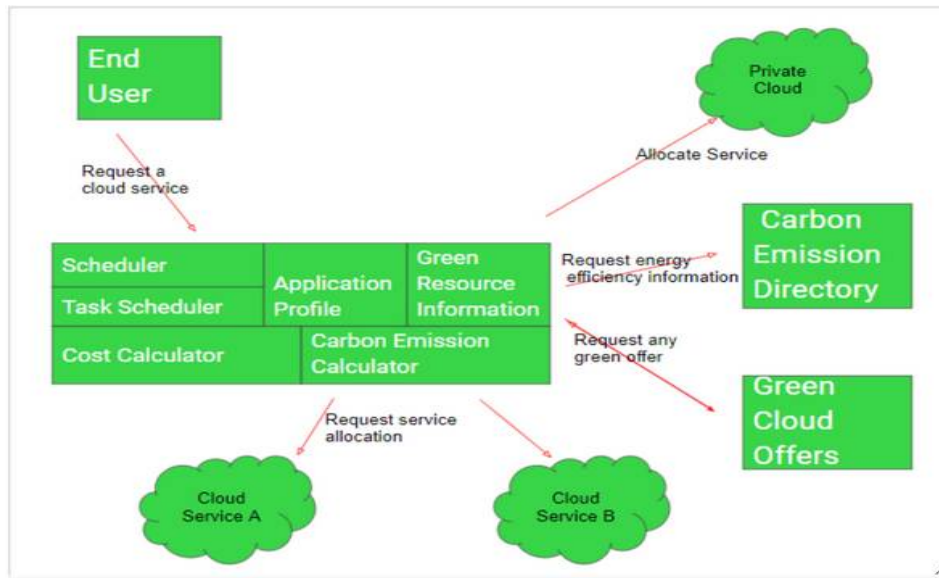 End
User
Private
Cloud
Request a
cloud service
Allocate Service
Scheduler
Task Scheduler
Application
Profile
Green
Resource
Information
Cost Calculator
Carbon Emission
Calculator
Request energy
efficiency information
Carbon
Emission
Directory
Request any
green offer
Green
Cloud
Offers
Request service
allocation
Cloud
Service A
Cloud
Service B